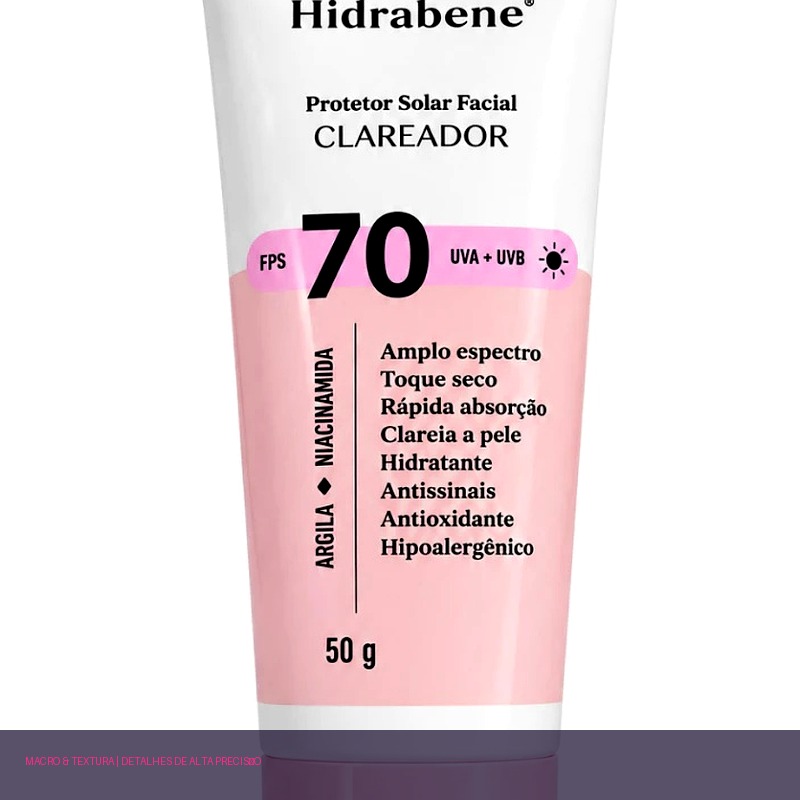 Hidrabene®
Protetor Solar Facial
CLAREADOR
FPS 70 UVA + UVB
ARGILA ♦ NIACINAMIDA
Amplo espectro
Toque seco
Rápida absorção
Clareia a pele
Hidratante
Antissinais
Antioxidante
Hipoalergênico
50 g
MACRO & TEXTURA | DETALHES DE ALTA